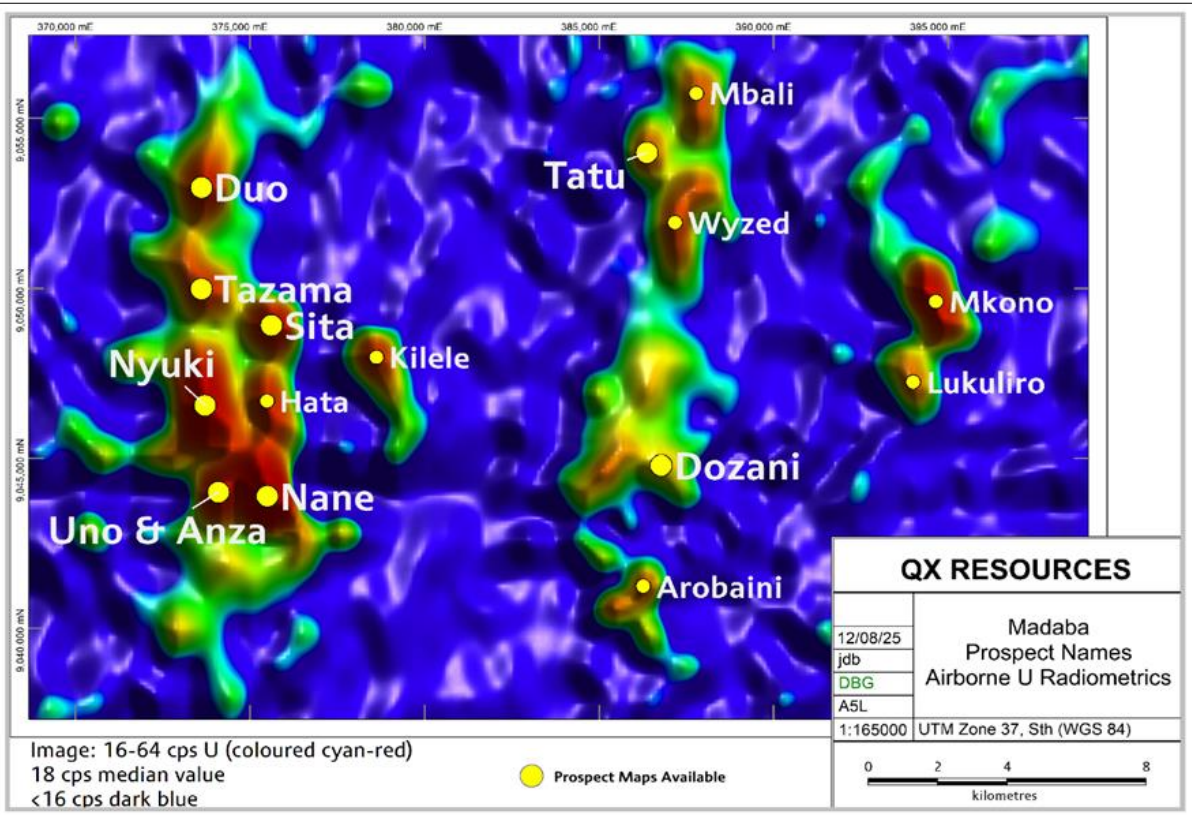 370,000 mE
375,000 mE
380,000 mE
385,000 mE
390,000 mE
395,000 mE
9,055,000 mN
9,050,000 mN
9,045,000 mN
9,040,000 mN
Mbali
Tatu
Duo
Wyzed
Tazama
Mkono
Sita
Nyuki
Kilele
Lukuliro
Hata
Dozani
Nane
Uno & Anza
Arobaini
QX RESOURCES
12/08/25
jdb
DBG
A5L
1:165000
Madaba
Prospect Names
Airborne U Radiometrics
UTM Zone 37, Sth (WGS 84)
0 2 4 8
kilometres
Image: 16-64 cps U (coloured cyan-red)
18 cps median value
<16 cps dark blue
Prospect Maps Available